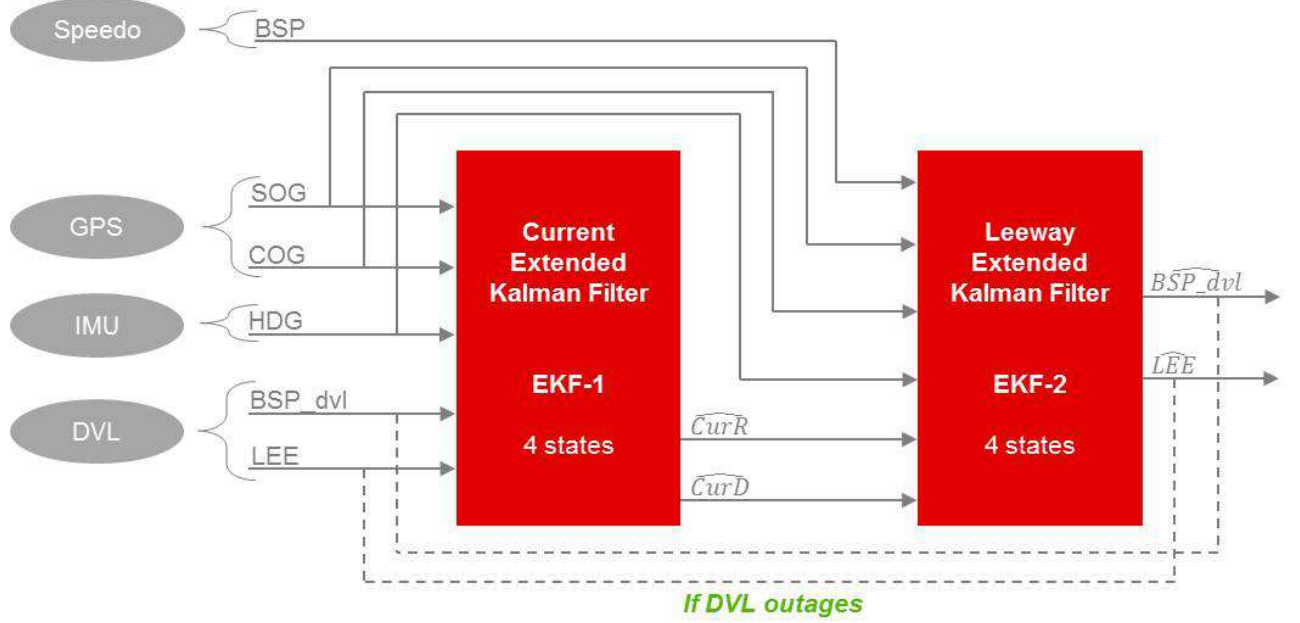 Speedo
BSP
GPS
SOG
COG
IMU
HDG
DVL
BSP_dvl
LEE
Current
Extended
Kalman Filter
EKF-1
4 states
CurR
CurD
Leeway
Extended
Kalman Filter
EKF-2
4 states
BSP_dvl
LEE
If DVL outages